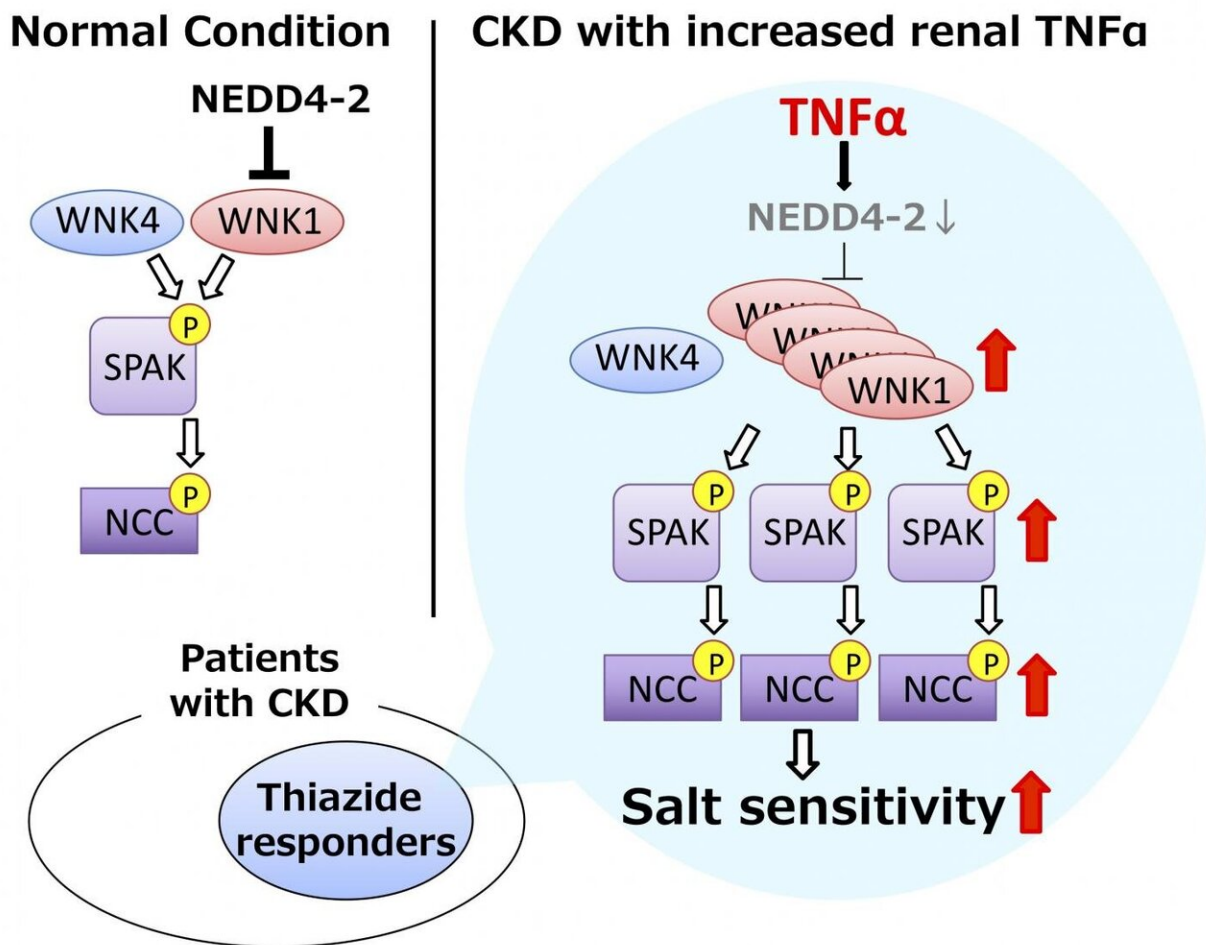 Normal Condition
NEDD4-2
WNK4
WNK1
P
SPAK
P
NCC
Patients
with CKD
Thiazide
responders
CKD with increased renal TNFα
TNFα
NEDD4-2↓
WNK4
WNK1
P
P
P
SPAK
SPAK
SPAK
P
P
P
NCC
NCC
NCC
Salt sensitivity